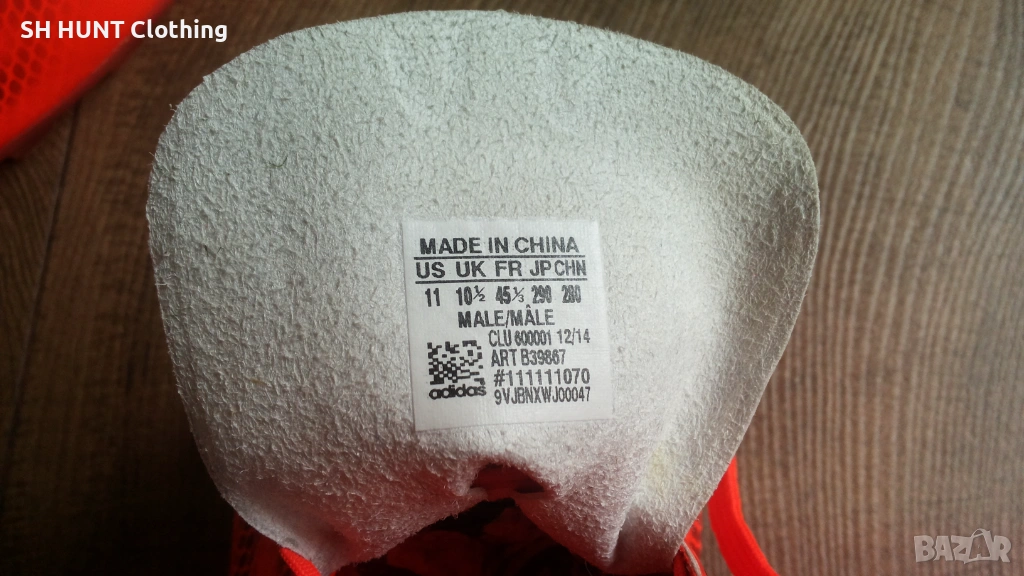 SH HUNT Clothing
MADE IN CHINA
US UK FR JP CHN
11 10½ 45⅓ 290 280
MALE/MÂLE
CLU 600001 12/14
ART B39867
#111111070
adidas
9VJBNXWJ00047
BAZAR